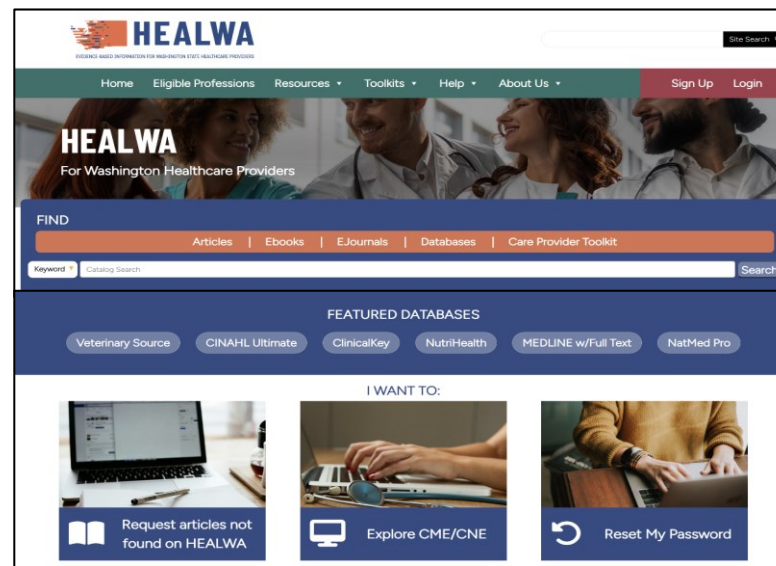 HEALWA
EVIDENCE-BASED INFORMATION FOR WASHINGTON STATE HEALTHCARE PROVIDERS
Site Search
Home Eligible Professions Resources Toolkits Help About Us Sign Up Login
HEALWA
For Washington Healthcare Providers
FIND
Articles | Ebooks | EJournals | Databases | Care Provider Toolkit
Keyword Catalog Search Search
FEATURED DATABASES
Veterinary Source CINAHL Ultimate ClinicalKey NutriHealth MEDLINE w/Full Text NatMed Pro
I WANT TO:
Request articles not
found on HEALWA
Explore CME/CNE
Reset My Password